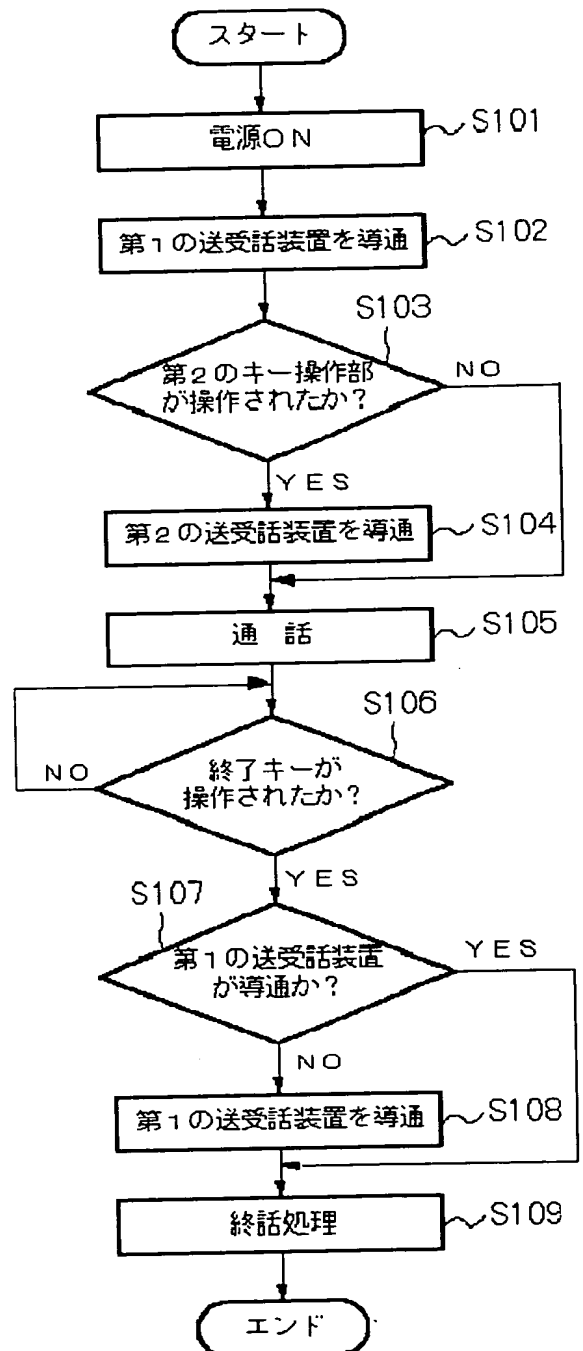 スタート
電源ON
S101
第1の送受話装置を導通
S102
S103
第2のキー操作部
が操作されたか?
NO
YES
第2の送受話装置を導通
S104
通 話
S105
S106
終了キーが
操作されたか?
NO
YES
S107
第1の送受話装置
が導通か?
YES
NO
第1の送受話装置を導通
S108
終話処理
S109
エンド